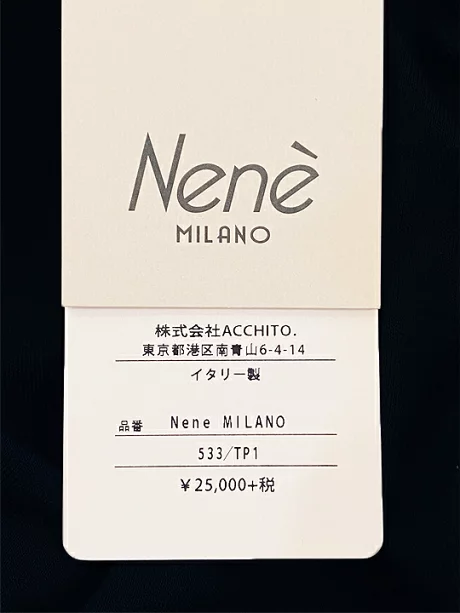 Nenè
MILANO
株式会社ACCHITO.
東京都港区南青山6-4-14
イタリー製
品番 Nene MILANO
533/TP1
￥25,000+税